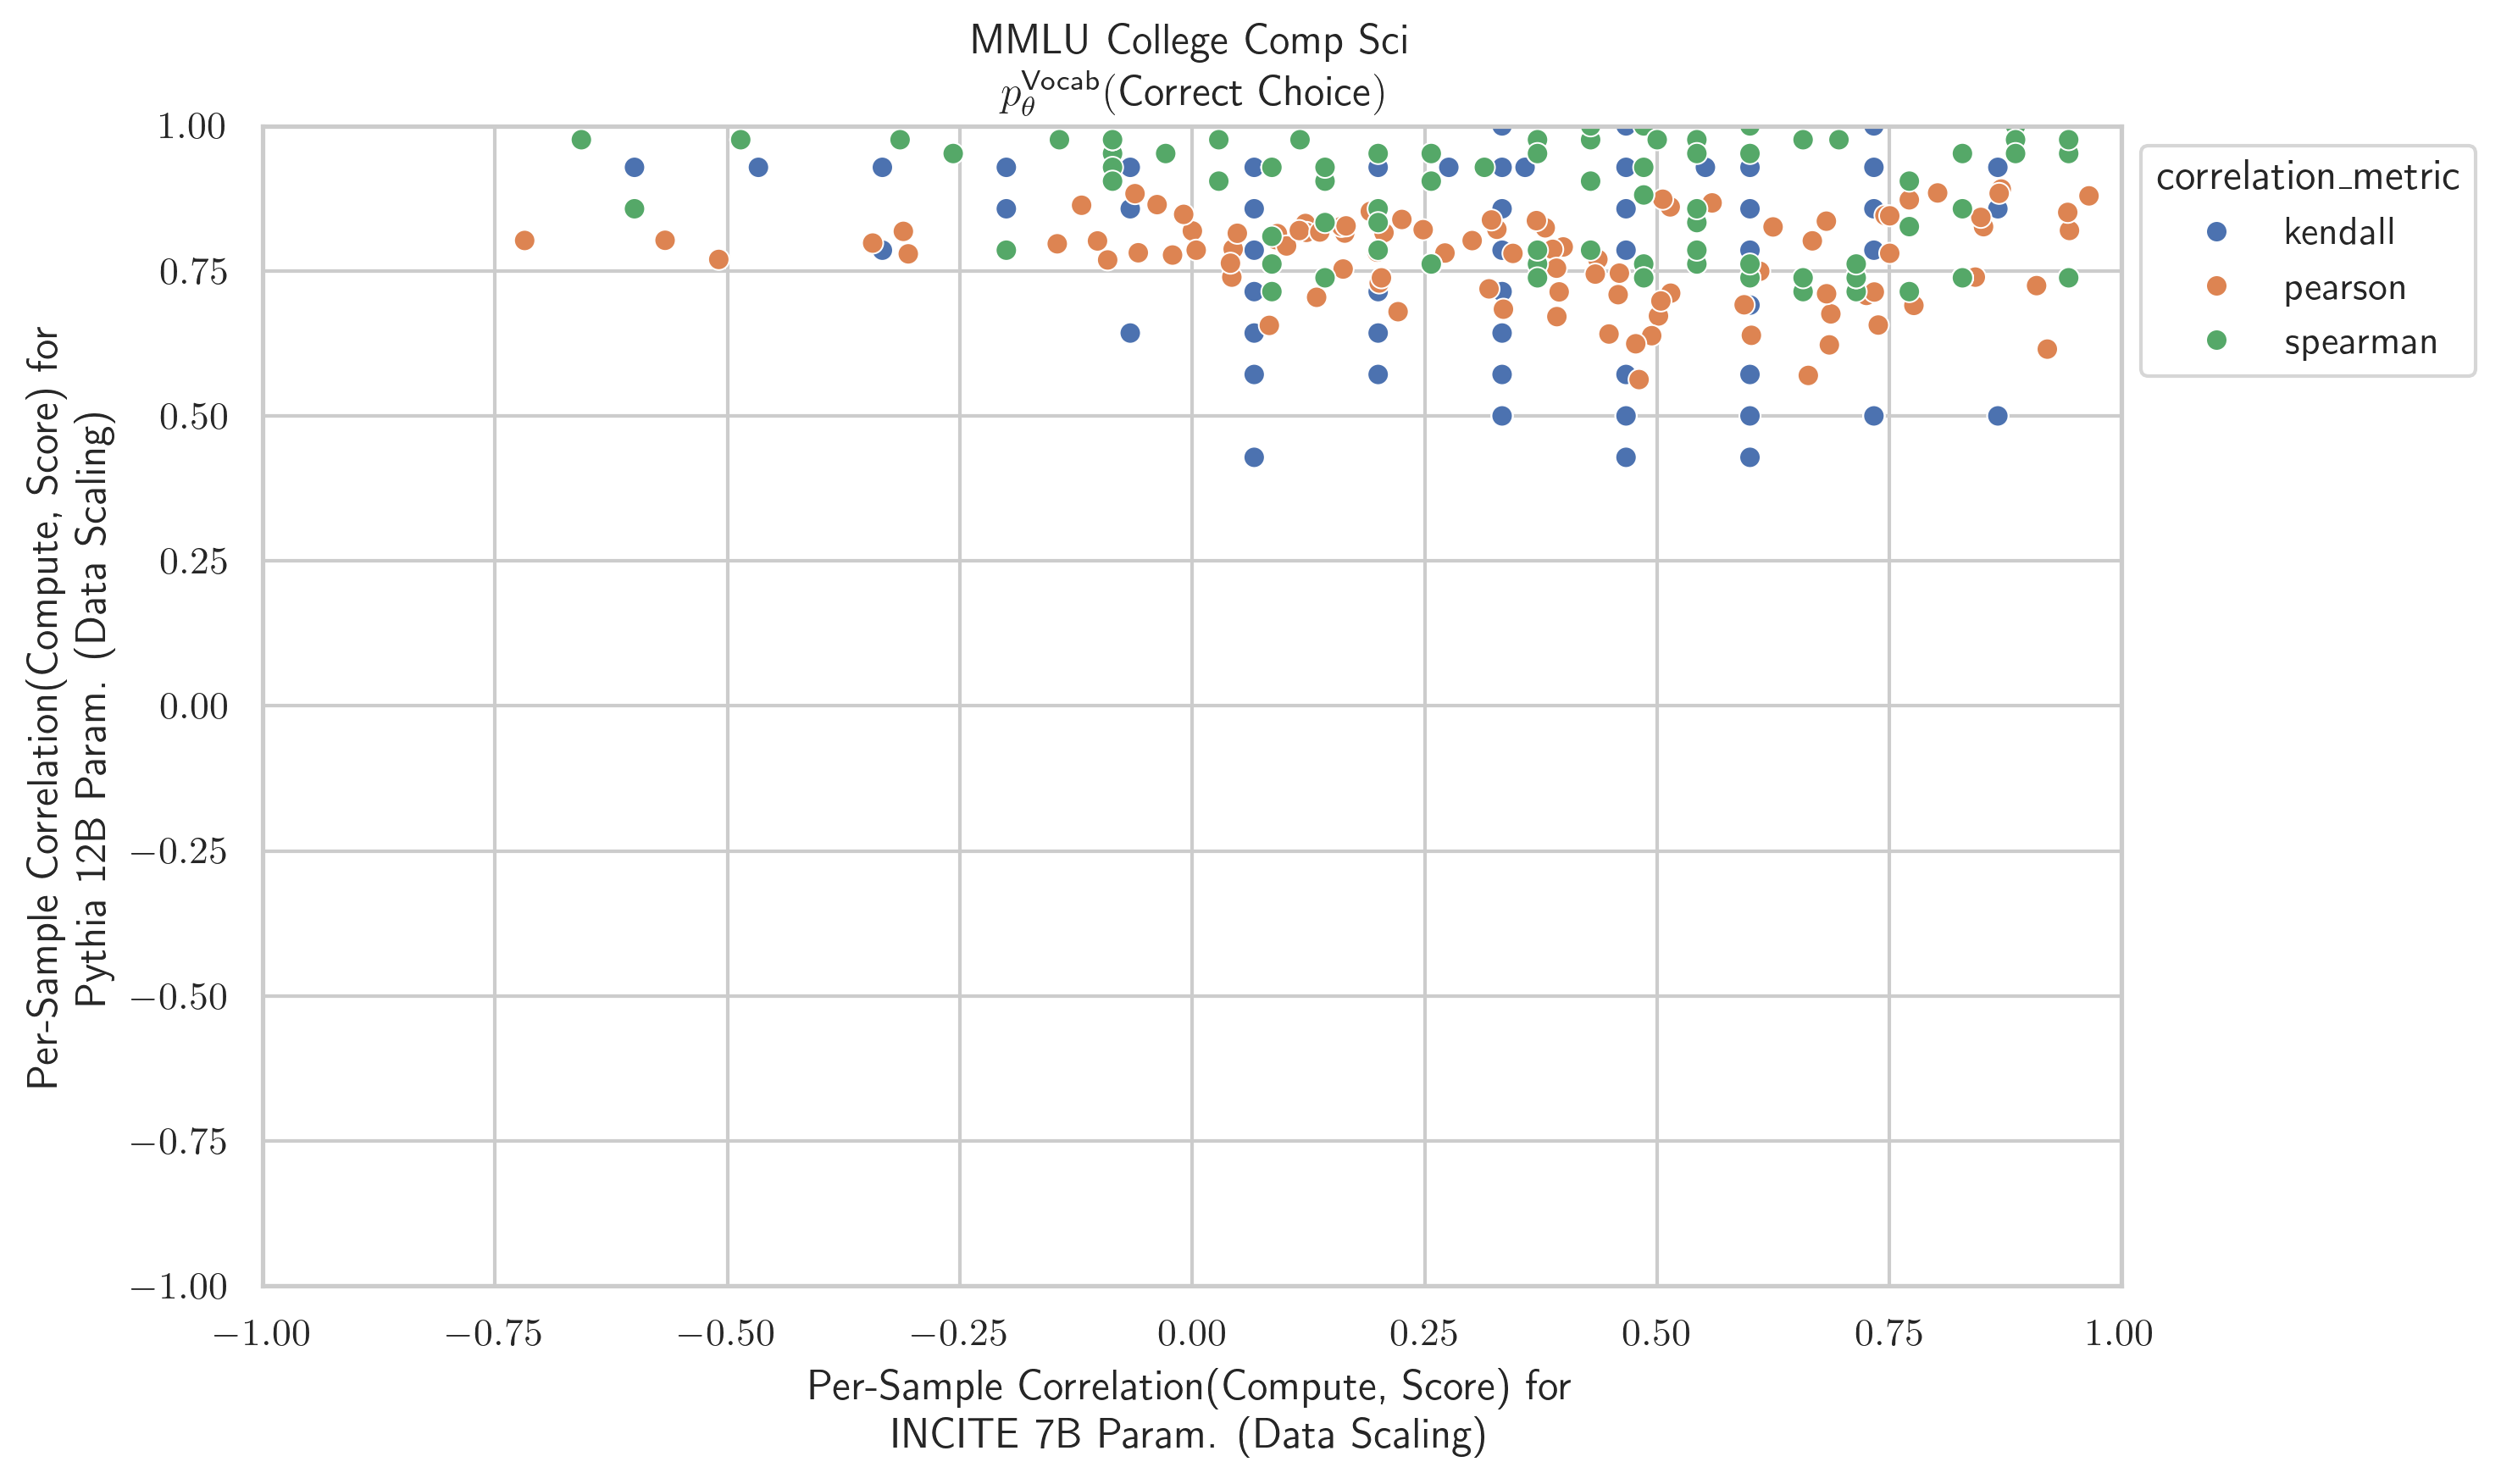 MMLU College Comp Sci
p_θ^Vocab(Correct Choice)
1.00
0.75
0.50
0.25
0.00
−0.25
−0.50
−0.75
−1.00
Per-Sample Correlation(Compute, Score) for
Pythia 12B Param. (Data Scaling)
correlation_metric
kendall
pearson
spearman
−1.00 −0.75 −0.50 −0.25 0.00 0.25 0.50 0.75 1.00
Per-Sample Correlation(Compute, Score) for
INCITE 7B Param. (Data Scaling)